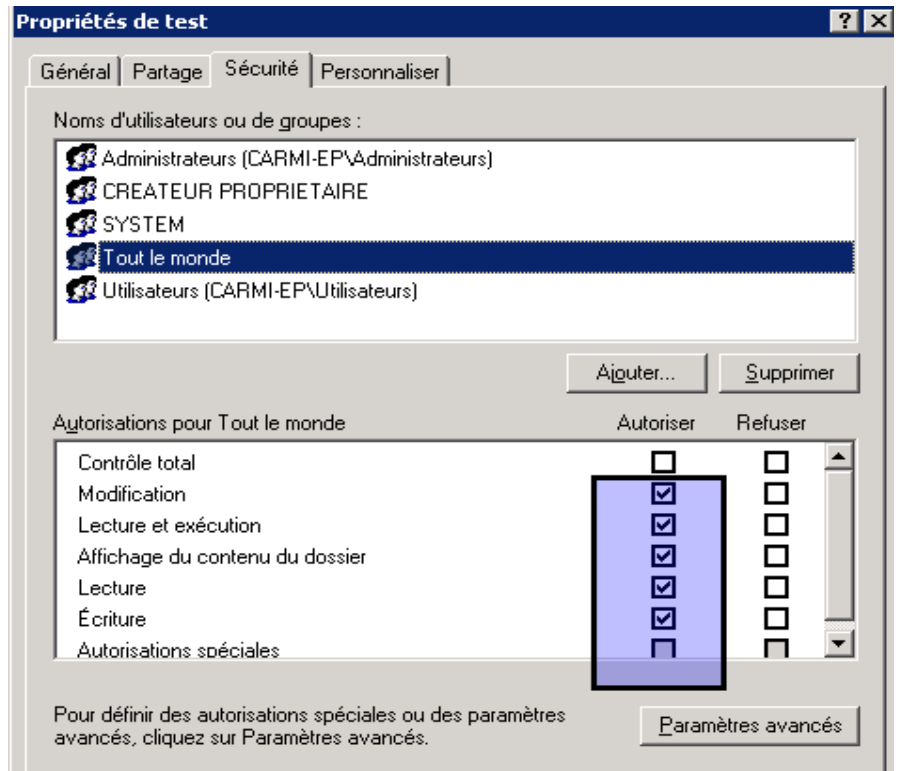 Propriétés de test
Général Partage Sécurité Personnaliser
Noms d'utilisateurs ou de groupes :
Administrateurs (CARMI-EP\Administrateurs)
CREATEUR PROPRIETAIRE
SYSTEM
Tout le monde
Utilisateurs (CARMI-EP\Utilisateurs)
Ajouter... Supprimer
Autorisations pour Tout le monde Autoriser Refuser
Contrôle total
Modification
Lecture et exécution
Affichage du contenu du dossier
Lecture
Écriture
Autorisations spéciales
Pour définir des autorisations spéciales ou des paramètres
avancés, cliquez sur Paramètres avancés.
Paramètres avancés